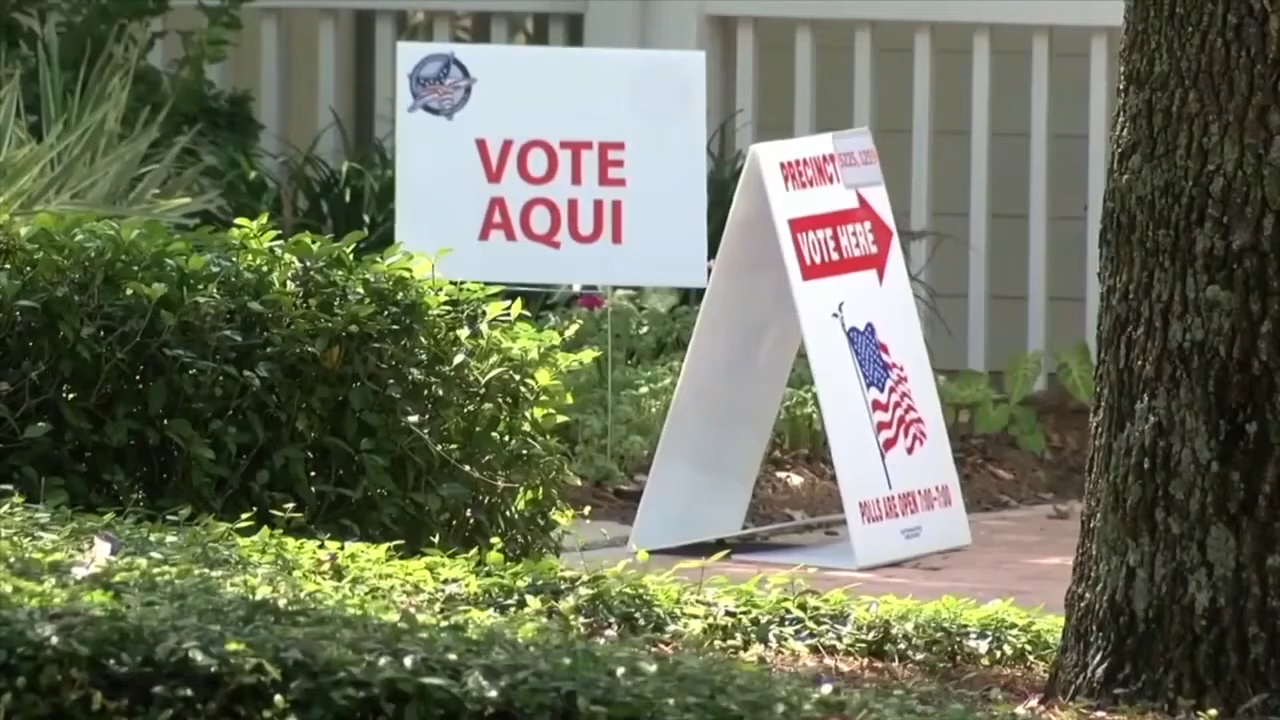 VOTE
AQUI
PRECINCT
VOTE HERE
POLLS ARE OPEN 7:00-7:00